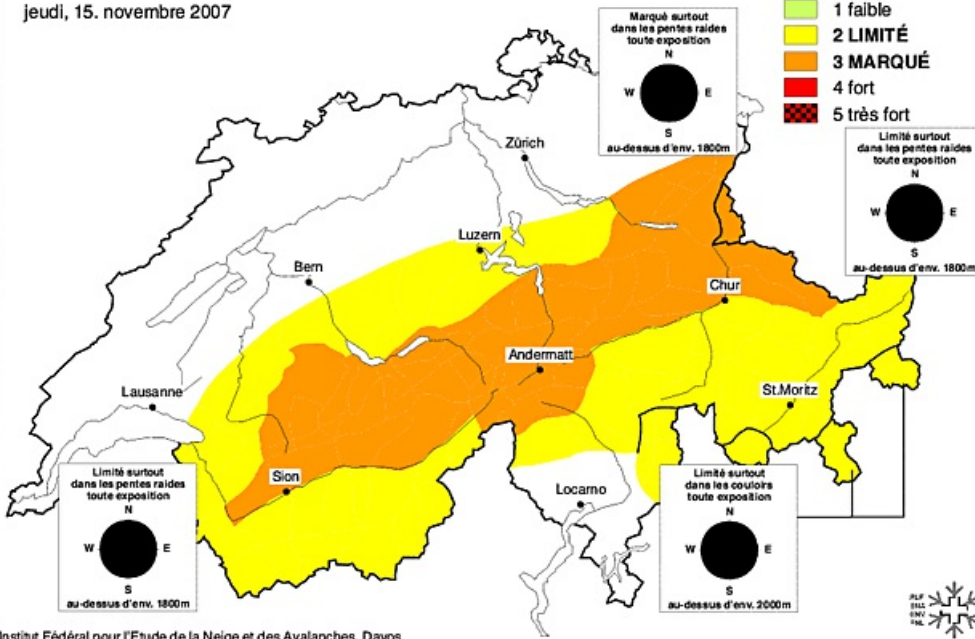 jeudi, 15. novembre 2007
1 faible
2 LIMITÉ
3 MARQUÉ
4 fort
5 très fort
Marqué surtout
dans les pentes raides
toute exposition
N
W E
S
au-dessus d'env. 1800m
Limité surtout
dans les pentes raides
toute exposition
N
W E
S
au-dessus d'env. 1800m
Zürich
Luzern
Bern
Chur
Andermatt
Lausanne
St.Moritz
Sion
Locarno
Limité surtout
dans les pentes raides
toute exposition
N
W E
S
au-dessus d'env. 1800m
Limité surtout
dans les couloirs
toute exposition
N
W E
S
au-dessus d'env. 2000m
SLF
ENA
SNL
Institut Fédéral pour l'Etude de la Neige et des Avalanches, Davos